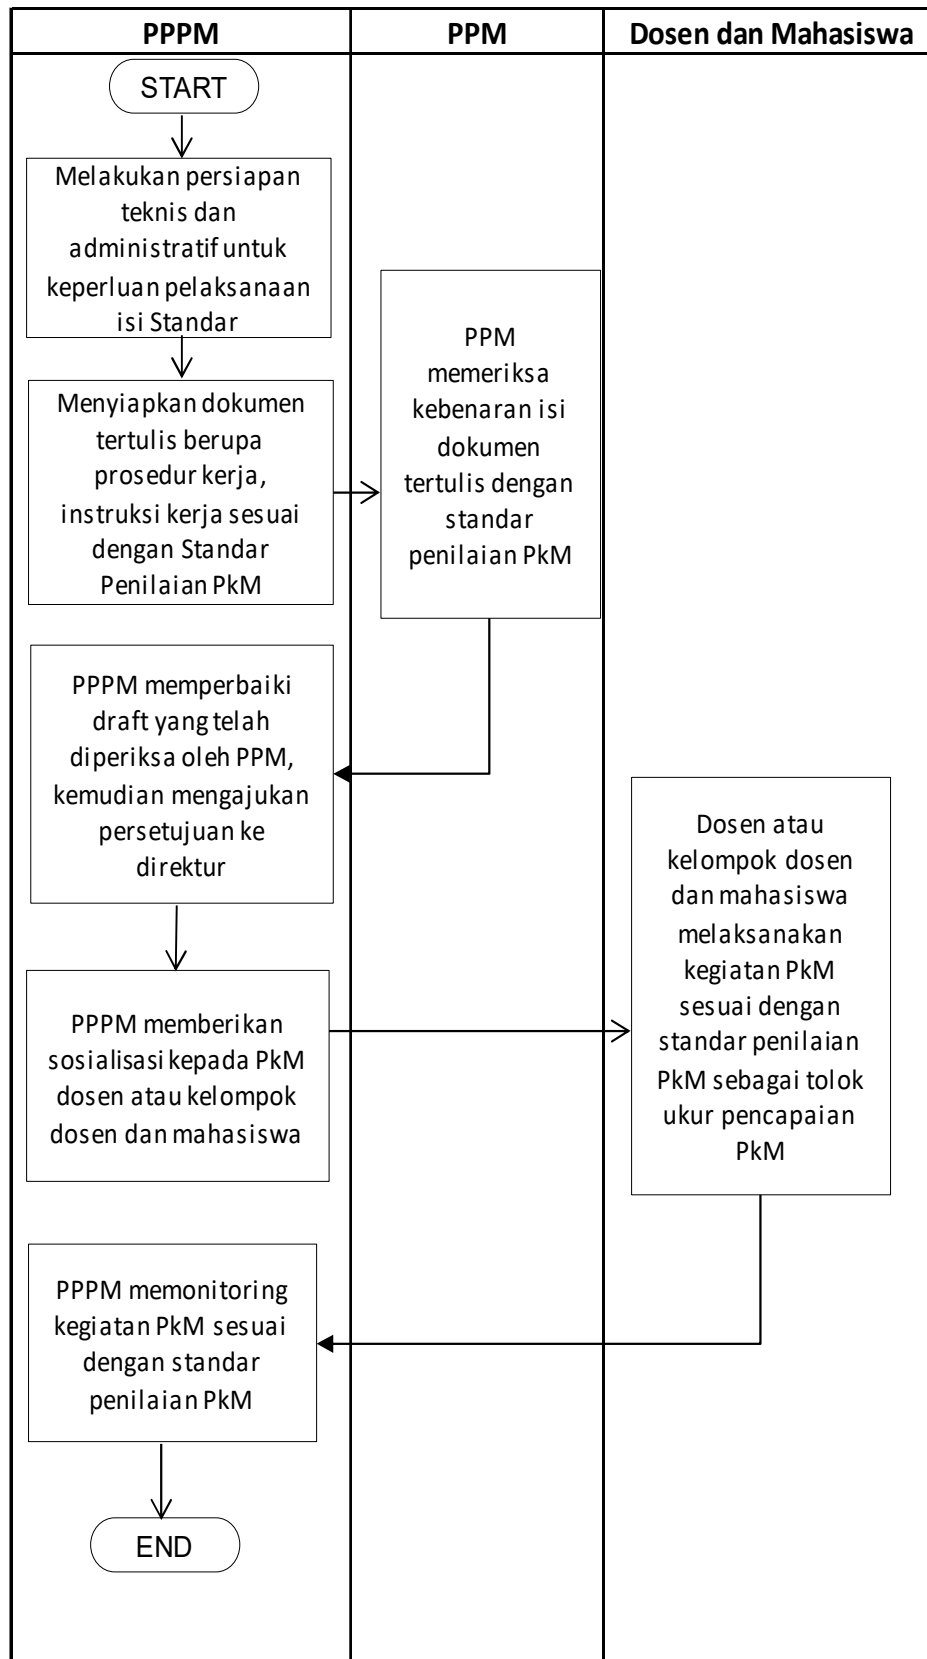 PPPM
PPM
Dosen dan Mahasiswa
START
Melakukan persiapan
teknis dan
administratif untuk
keperluan pelaksanaan
isi Standar
Menyiapkan dokumen
tertulis berupa
prosedur kerja,
instruksi kerja sesuai
dengan Standar
Penilaian PkM
PPM
memeriksa
kebenaran isi
dokumen
tertulis dengan
standar
penilaian PkM
PPPM memperbaiki
draft yang telah
diperiksa oleh PPM,
kemudian mengajukan
persetujuan ke
direktur
PPPM memberikan
sosialisasi kepada PkM
dosen atau kelompok
dosen dan mahasiswa
Dosen atau
kelompok dosen
dan mahasiswa
melaksanakan
kegiatan PkM
sesuai dengan
standar penilaian
PkM sebagai tolok
ukur pencapaian
PkM
PPPM memonitoring
kegiatan PkM sesuai
dengan standar
penilaian PkM
END